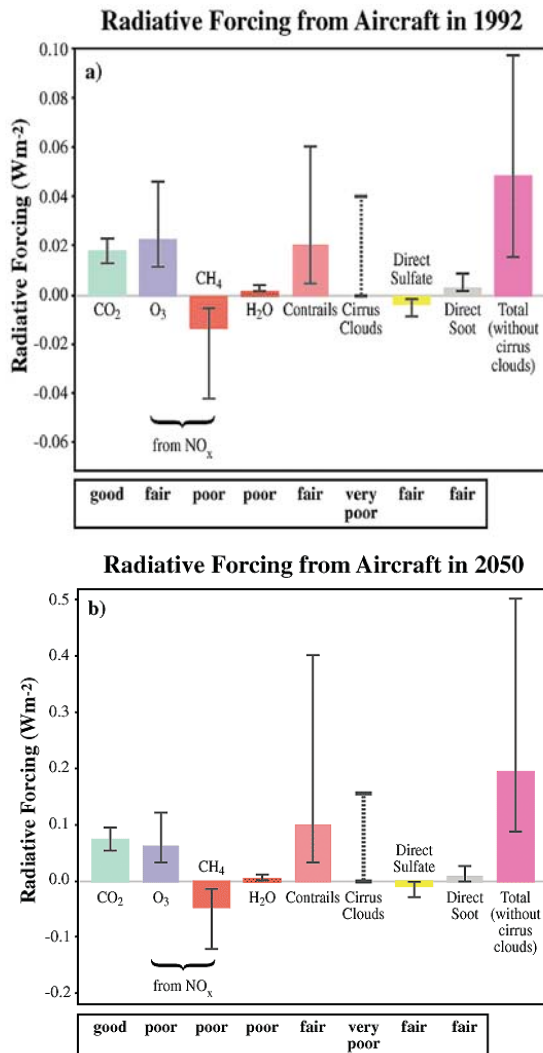 Radiative Forcing from Aircraft in 1992
a)
Radiative Forcing (Wm-2)
0.10
0.08
0.06
0.04
0.02
0.00
-0.02
-0.04
-0.06
CO2
O3
CH4
H2O
Contrails
Cirrus
Clouds
Direct
Sulfate
Direct
Soot
Total
(without
cirrus
clouds)
from NOx
good fair poor poor fair very poor fair fair
Radiative Forcing from Aircraft in 2050
b)
Radiative Forcing (Wm-2)
0.5
0.4
0.3
0.2
0.1
0.0
-0.1
-0.2
CO2
O3
CH4
H2O
Contrails
Cirrus
Clouds
Direct
Sulfate
Direct
Soot
Total
(without
cirrus
clouds)
from NOx
good poor poor poor fair very poor fair fair